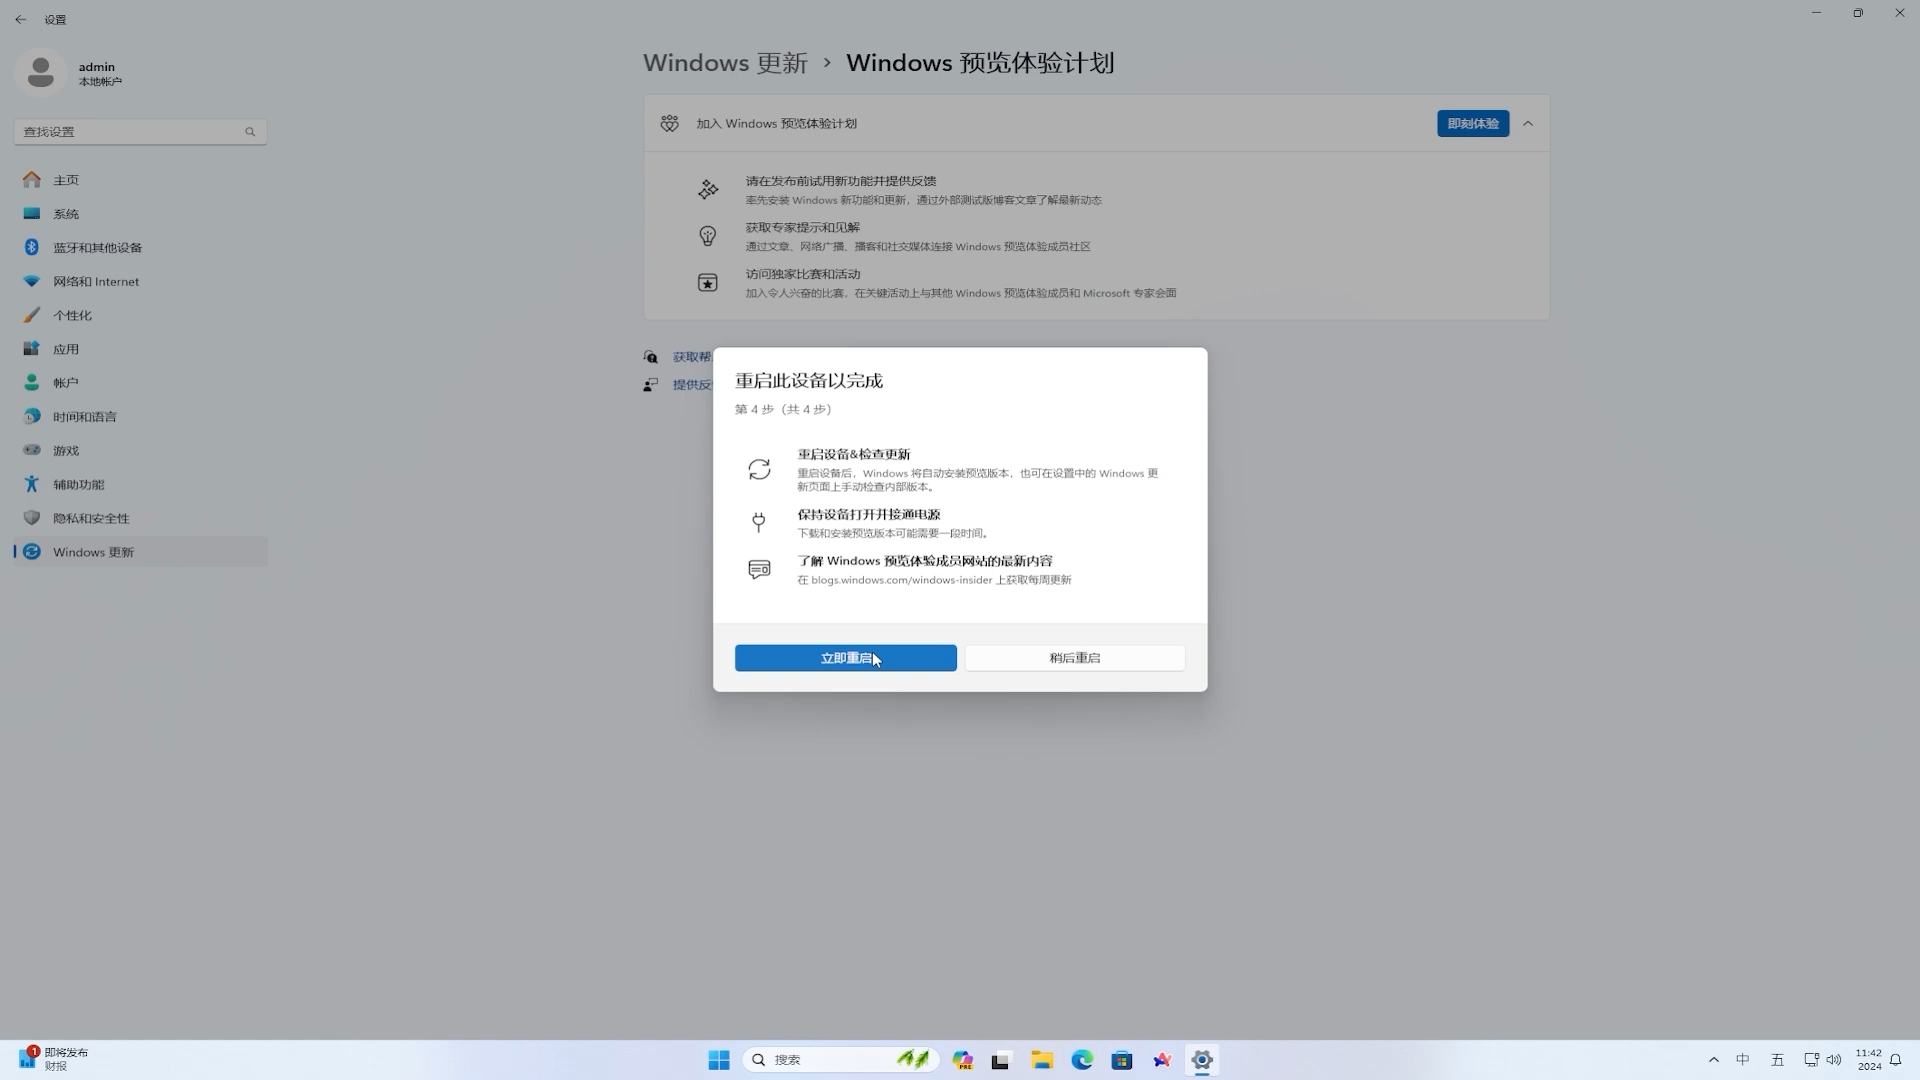 设置
admin
本地帐户
查找设置
主页
系统
蓝牙和其他设备
网络和 Internet
个性化
应用
帐户
时间和语言
游戏
辅助功能
隐私和安全性
Windows 更新
Windows 更新 › Windows 预览体验计划
加入 Windows 预览体验计划
即刻体验
请在发布前试用新功能并提供反馈
率先安装 Windows 新功能和更新，通过外部测试版博客文章了解最新动态
获取专家提示和见解
通过文章、网络广播、播客和社交媒体连接 Windows 预览体验成员社区
访问独家比赛和活动
加入令人兴奋的比赛，在关键活动上与其他 Windows 预览体验成员和 Microsoft 专家会面
获取帮
提供反
重启此设备以完成
第 4 步（共 4 步）
重启设备&检查更新
重启设备后，Windows 将自动安装预览版本，也可在设置中的 Windows 更
新页面上手动检查内部版本。
保持设备打开并接通电源
下载和安装预览版本可能需要一段时间。
了解 Windows 预览体验成员网站的最新内容
在 blogs.windows.com/windows-insider 上获取每周更新
立即重启
稍后重启
1
即将发布
财报
搜索
PRE
中
五
11:42
2024